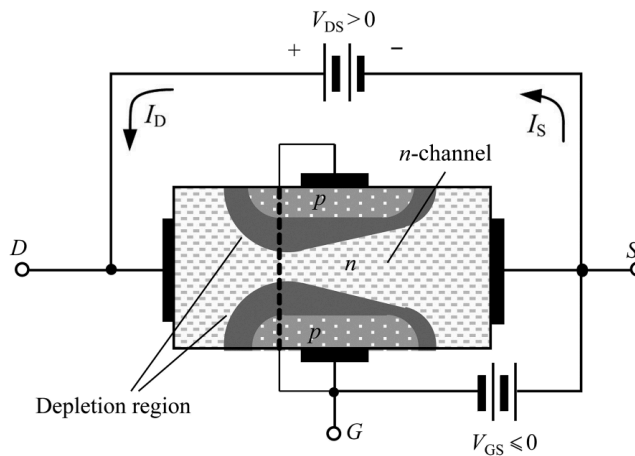 V_DS > 0
+ −
I_D
I_S
n-channel
p
D
n
S
p
Depletion region
G
V_GS ⩽ 0